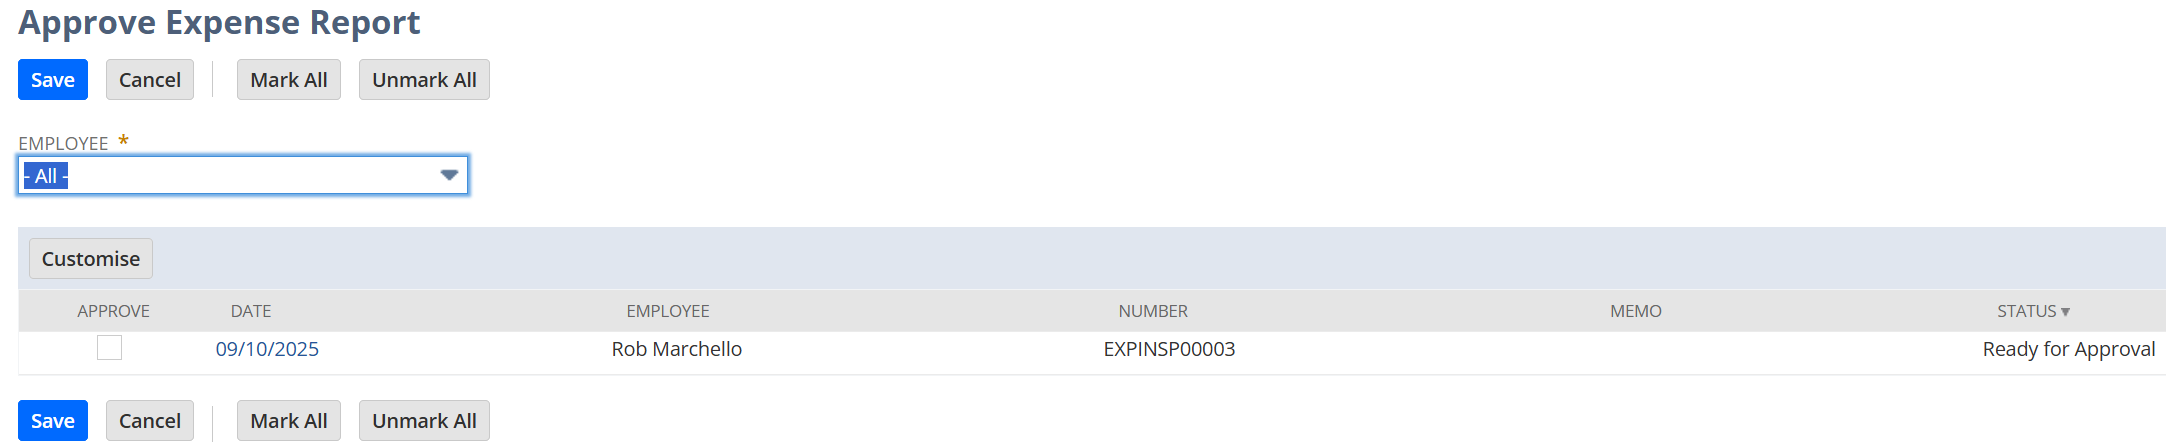 Approve Expense Report
Save Cancel Mark All Unmark All
EMPLOYEE *
- All -
Customise
APPROVE DATE EMPLOYEE NUMBER MEMO STATUS ▼
09/10/2025 Rob Marchello EXPINSP00003 Ready for Approval
Save Cancel Mark All Unmark All